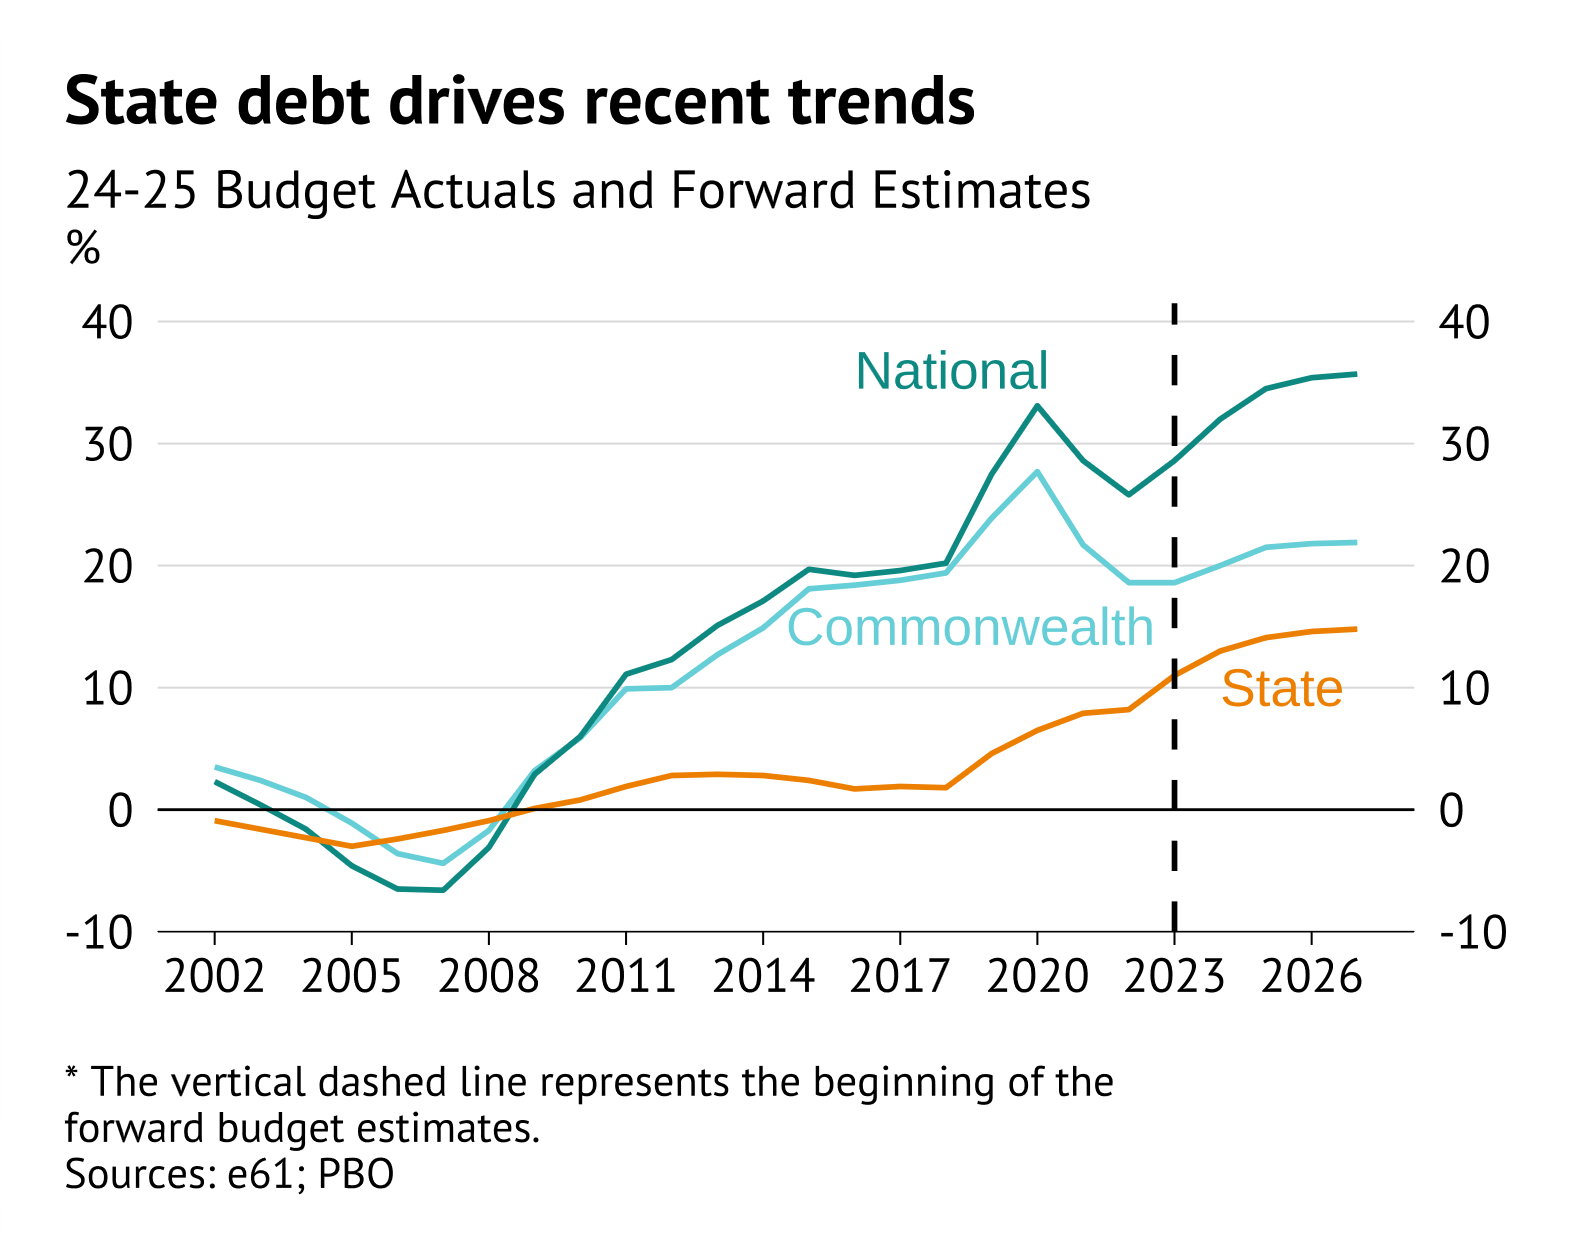 State debt drives recent trends
24-25 Budget Actuals and Forward Estimates
%
40 40
National
30 30
20 20
Commonwealth
10 State 10
0 0
-10 -10
2002 2005 2008 2011 2014 2017 2020 2023 2026
* The vertical dashed line represents the beginning of the
forward budget estimates.
Sources: e61; PBO